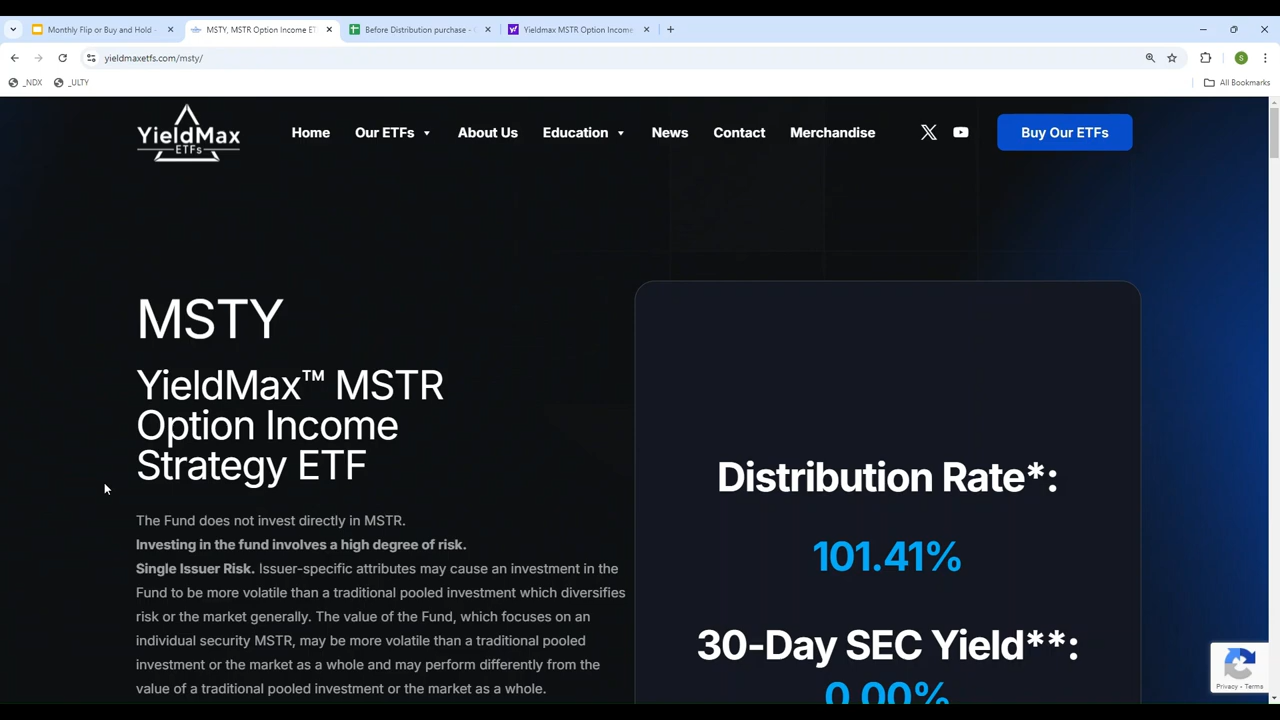 Monthly Flip or Buy and Hold -
MSTY, MSTR Option Income ET
Before Distribution purchase -
Yieldmax MSTR Option Income
yieldmaxetfs.com/msty/
S
_NDX
_ULTY
All Bookmarks
YieldMax
ETFs
Home
Our ETFs
About Us
Education
News
Contact
Merchandise
Buy Our ETFs
MSTY
YieldMax™ MSTR
Option Income
Strategy ETF
The Fund does not invest directly in MSTR.
Investing in the fund involves a high degree of risk.
Single Issuer Risk. Issuer-specific attributes may cause an investment in the
Fund to be more volatile than a traditional pooled investment which diversifies
risk or the market generally. The value of the Fund, which focuses on an
individual security MSTR, may be more volatile than a traditional pooled
investment or the market as a whole and may perform differently from the
value of a traditional pooled investment or the market as a whole.
Distribution Rate*:
101.41%
30-Day SEC Yield**:
0.00%
Privacy - Terms